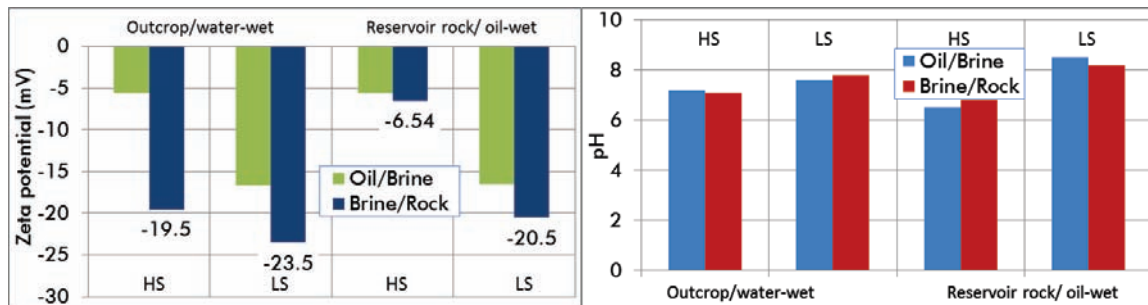 Outcrop/water-wet
Reservoir rock/ oil-wet
Zeta potential (mV)
0
-5
-10
-15
-20
-25
-30
-19.5
-23.5
-6.54
-20.5
Oil/Brine
Brine/Rock
HS
LS
HS
LS
pH
10
8
6
4
2
0
HS
LS
HS
LS
Oil/Brine
Brine/Rock
Outcrop/water-wet
Reservoir rock/ oil-wet